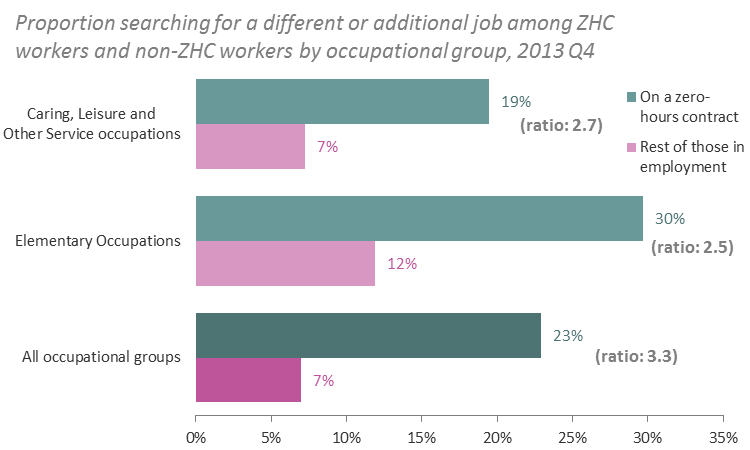 Proportion searching for a different or additional job among ZHC
workers and non-ZHC workers by occupational group, 2013 Q4
Caring, Leisure and
Other Service occupations
19%
(ratio: 2.7)
7%
On a zero-
hours contract
Rest of those in
employment
Elementary Occupations
30%
(ratio: 2.5)
12%
All occupational groups
23%
(ratio: 3.3)
7%
0% 5% 10% 15% 20% 25% 30% 35%